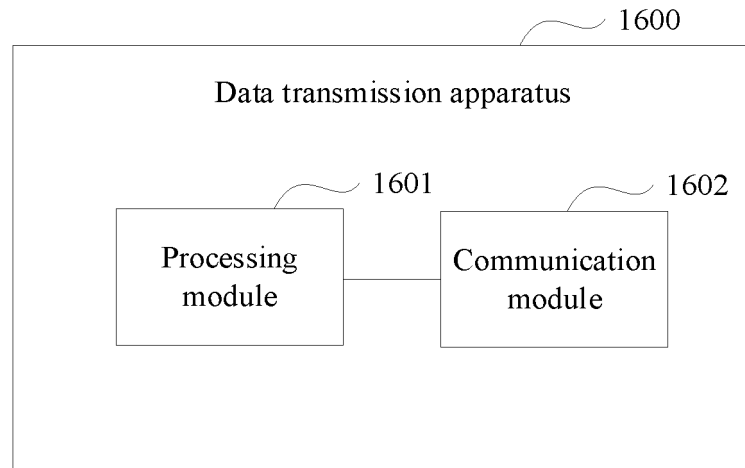 1600
Data transmission apparatus
1601
1602
Processing
module
Communication
module